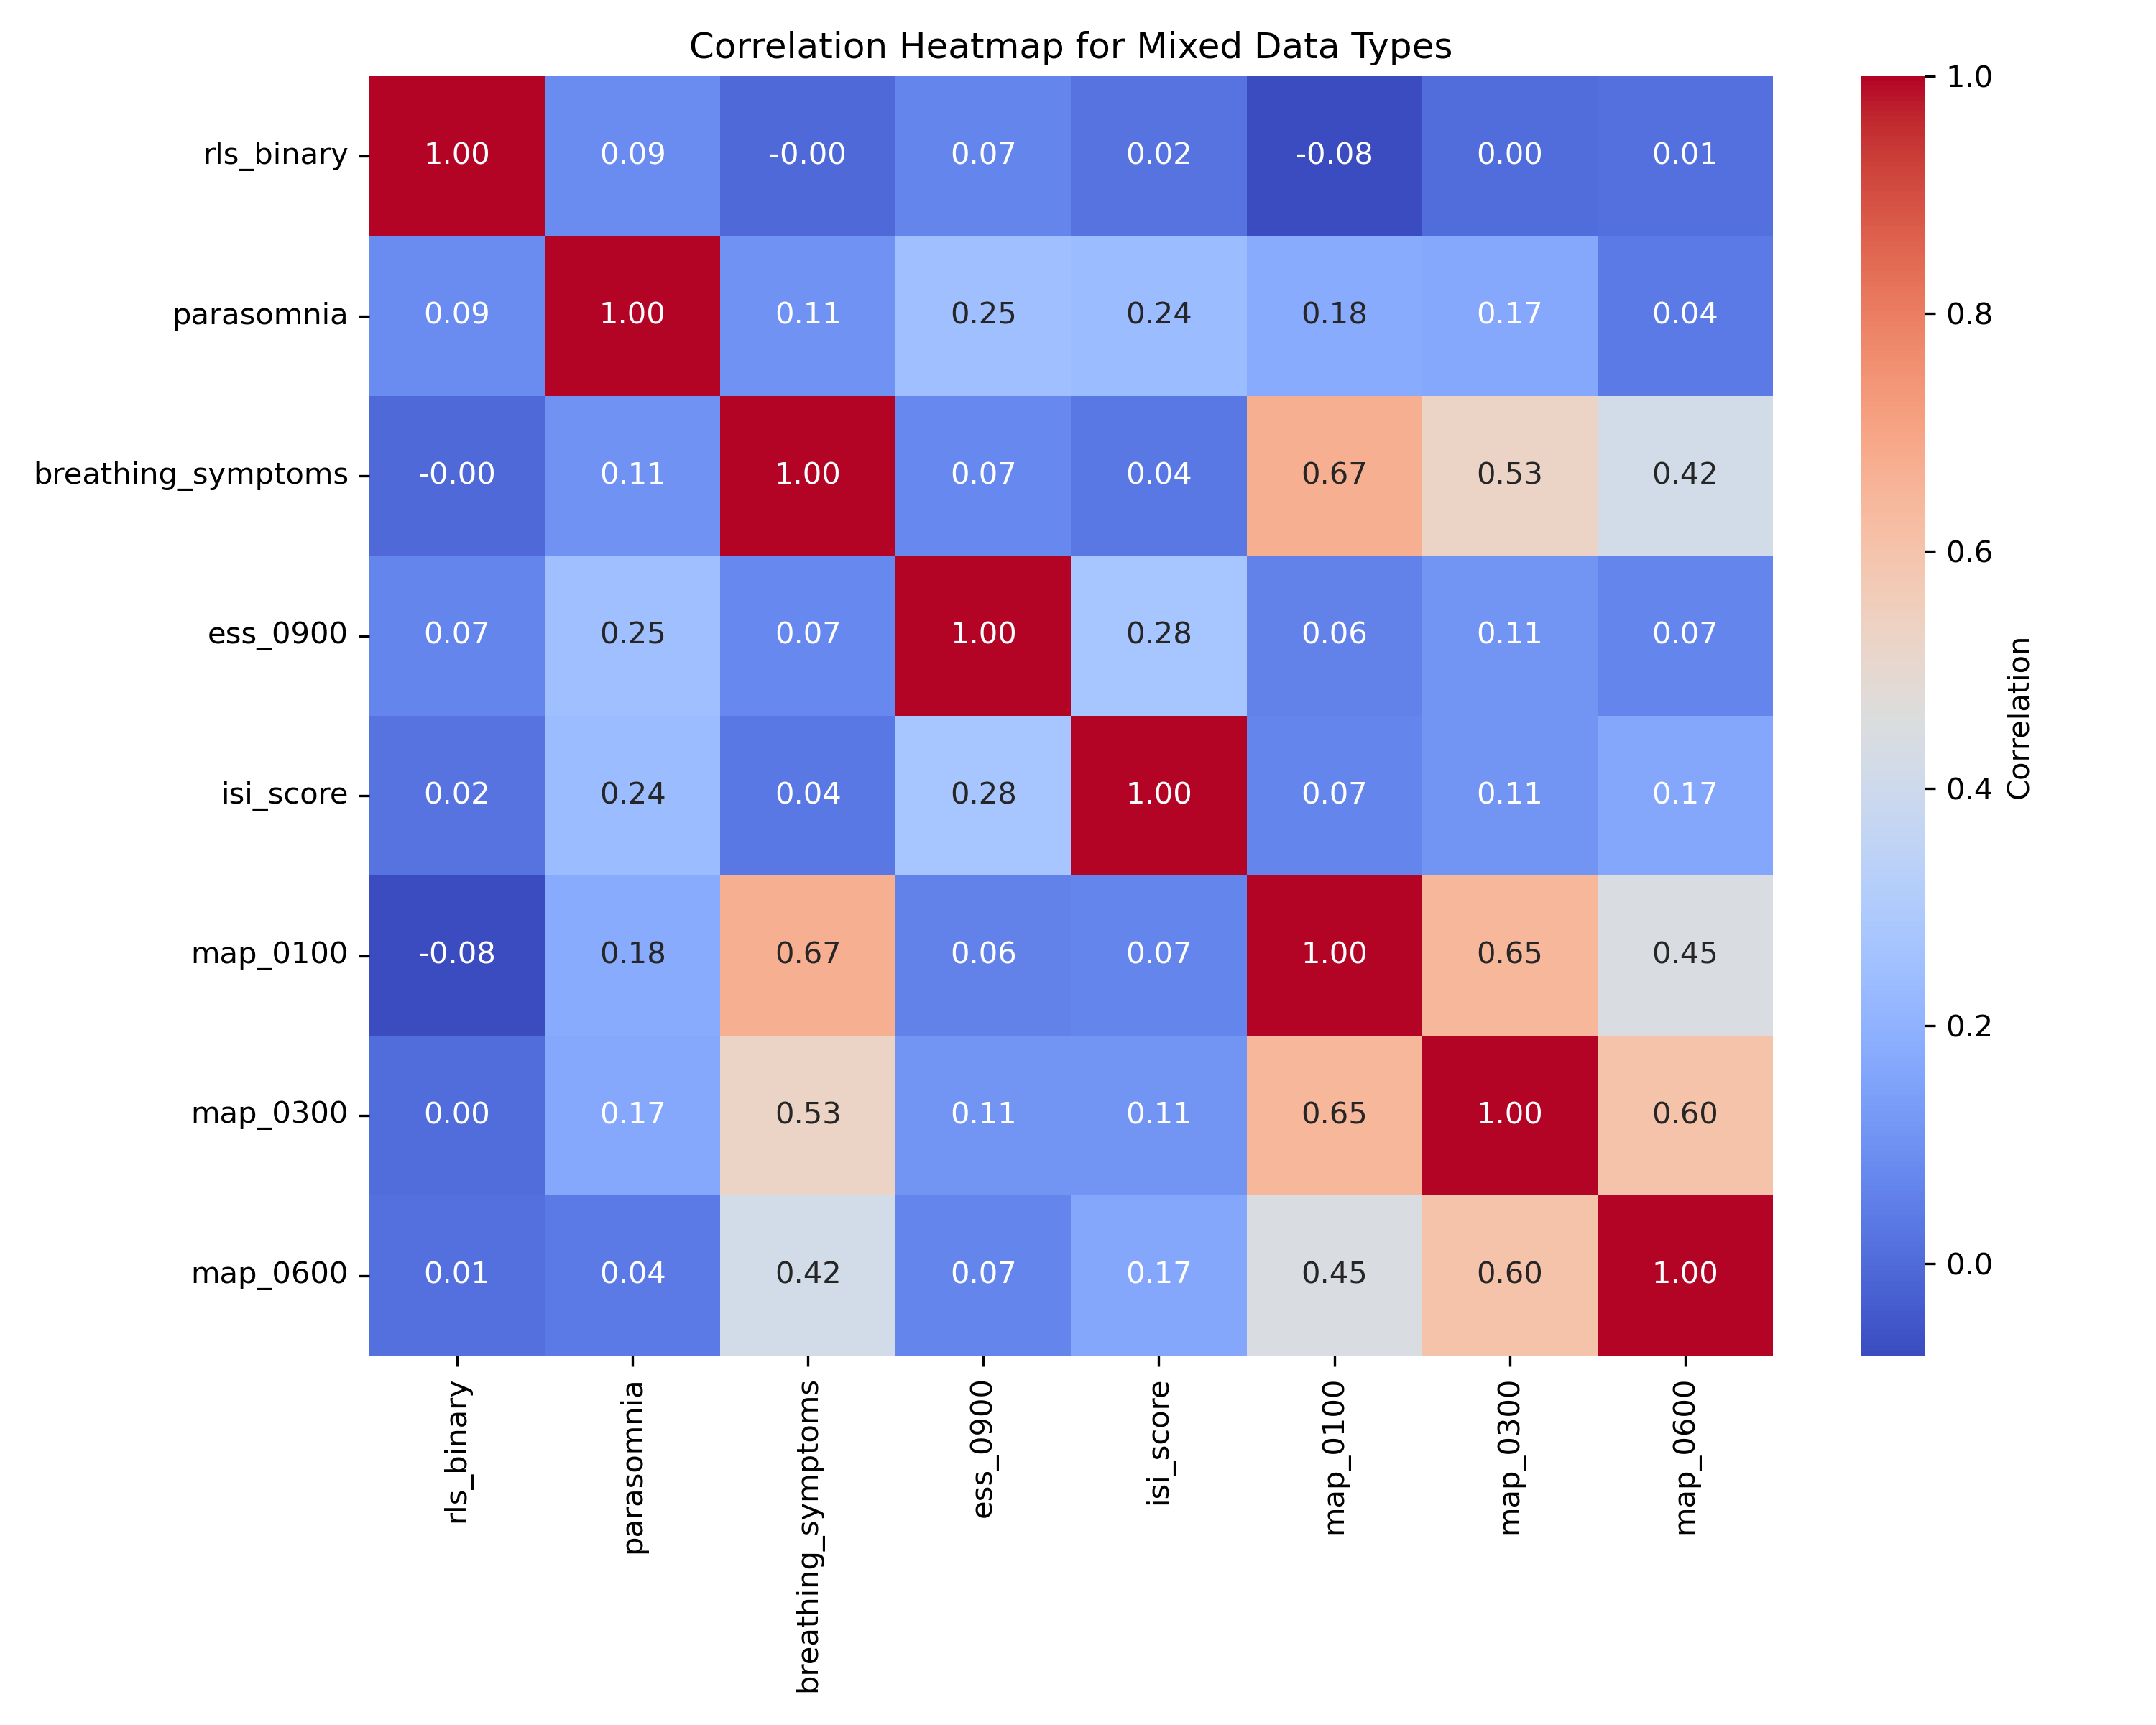 Correlation Heatmap for Mixed Data Types
rls_binary 1.00 0.09 -0.00 0.07 0.02 -0.08 0.00 0.01
parasomnia 0.09 1.00 0.11 0.25 0.24 0.18 0.17 0.04
breathing_symptoms -0.00 0.11 1.00 0.07 0.04 0.67 0.53 0.42
ess_0900 0.07 0.25 0.07 1.00 0.28 0.06 0.11 0.07
isi_score 0.02 0.24 0.04 0.28 1.00 0.07 0.11 0.17
map_0100 -0.08 0.18 0.67 0.06 0.07 1.00 0.65 0.45
map_0300 0.00 0.17 0.53 0.11 0.11 0.65 1.00 0.60
map_0600 0.01 0.04 0.42 0.07 0.17 0.45 0.60 1.00
rls_binary
parasomnia
breathing_symptoms
ess_0900
isi_score
map_0100
map_0300
map_0600
1.0
0.8
0.6
0.4
0.2
0.0
Correlation